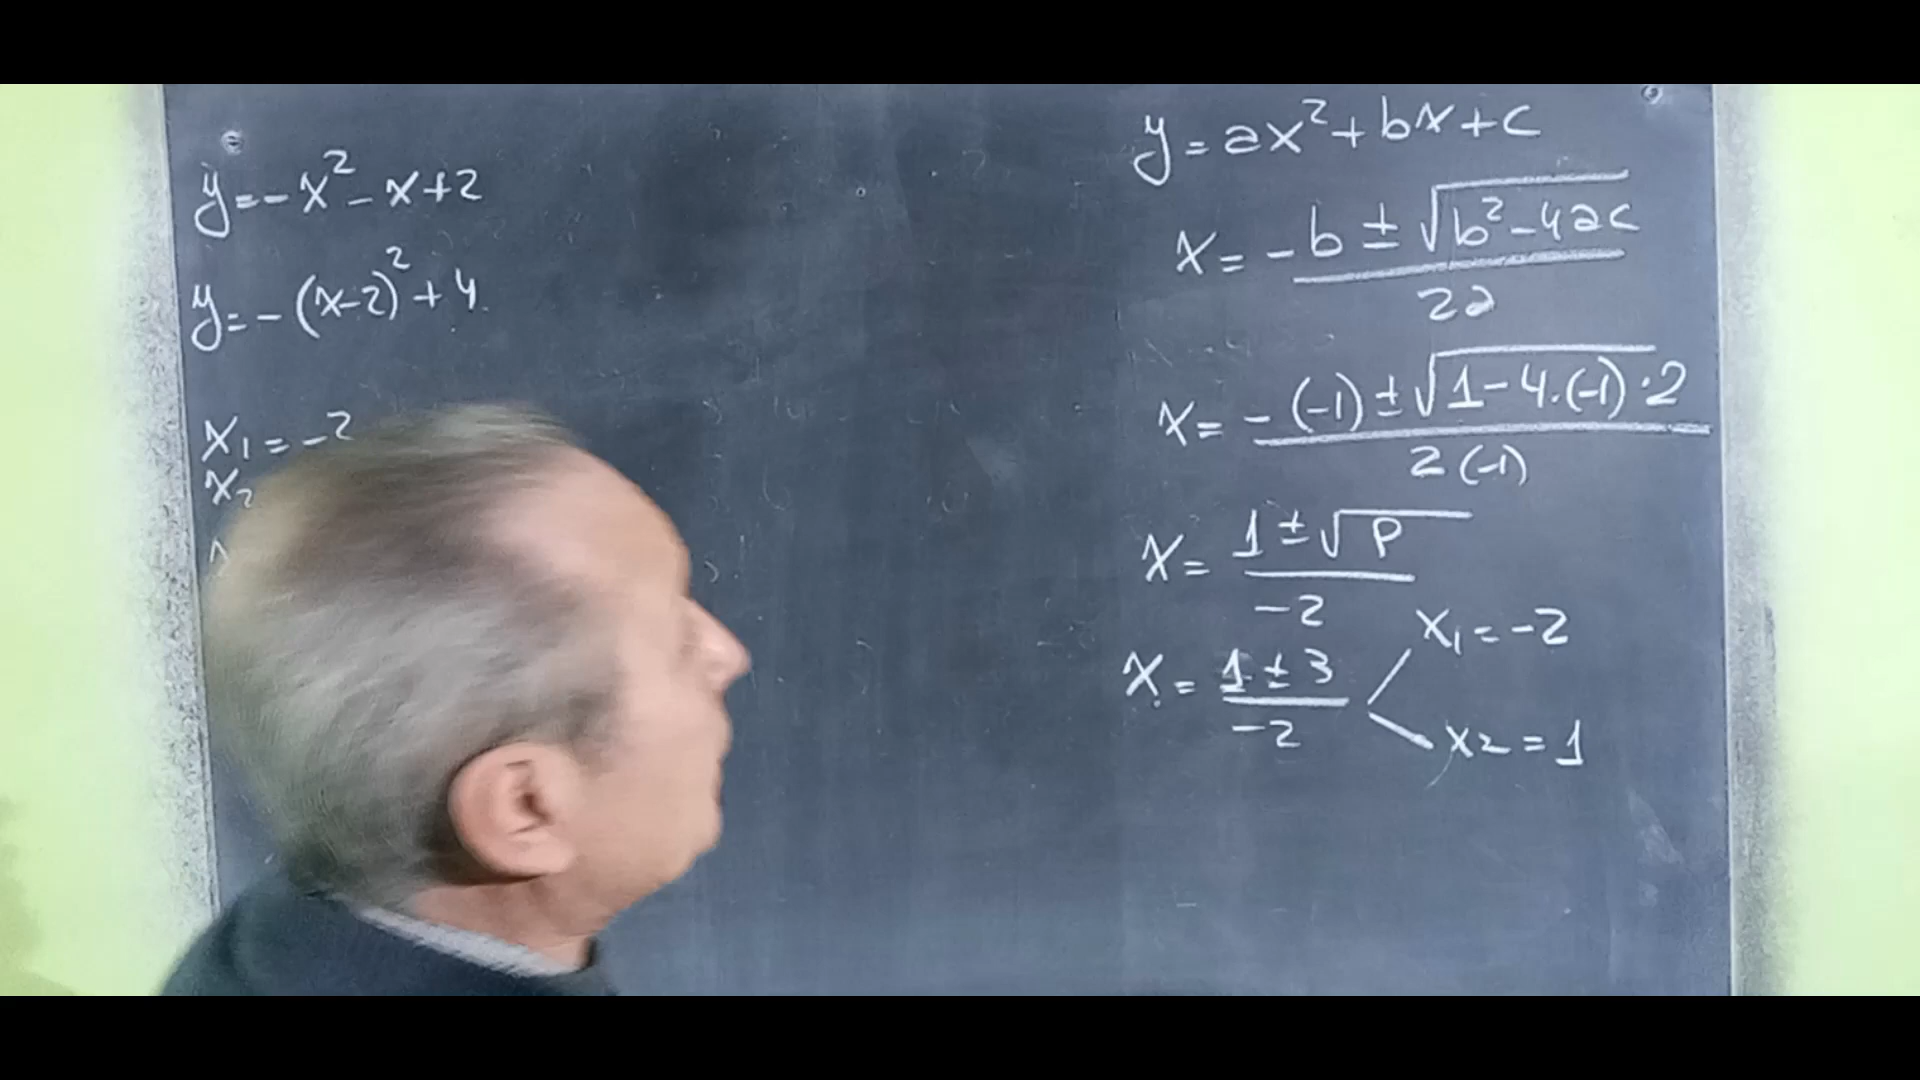 y=-x²-x+2
y=-(x-2)²+4
x₁=-2
x₂
y=ax²+bx+c
x=-b±√b²-4ac
2a
x=-(-1)±√1-4.(-1)·2
2(-1)
x=1±√9
-2
x=1±3
-2
x₁=-2
x₂=1